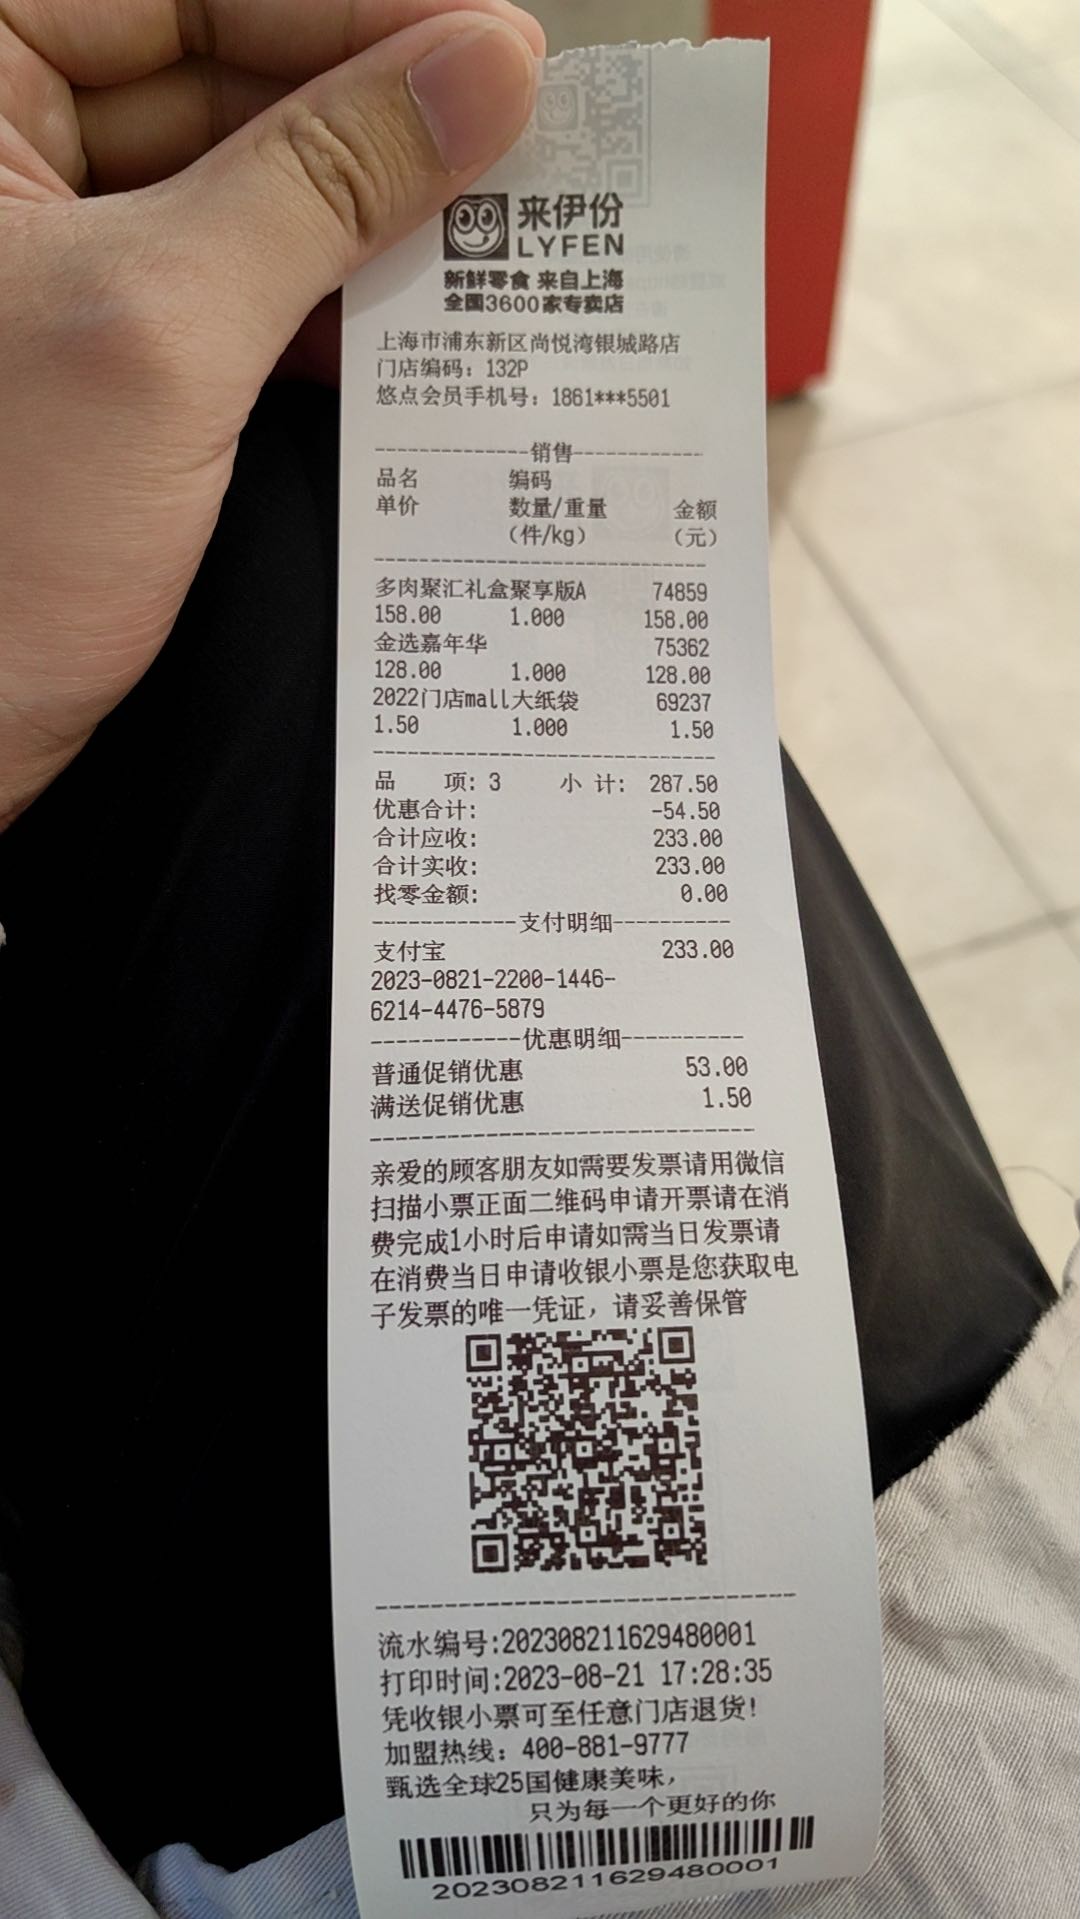 来伊份
LYFEN
新鲜零食 来自上海
全国3600家专卖店
上海市浦东新区尚悦湾银城路店
门店编码：132P
悠点会员手机号：1861***5501
--------------销售------------
品名 编码
单价 数量/重量 金额
（件/kg） （元）
------------------------------
多肉聚汇礼盒聚享版A 74859
158.00 1.000 158.00
金选嘉年华 75362
128.00 1.000 128.00
2022门店mall大纸袋 69237
1.50 1.000 1.50
------------------------------
品 项: 3 小 计: 287.50
优惠合计: -54.50
合计应收: 233.00
合计实收: 233.00
找零金额: 0.00
------------支付明细----------
支付宝 233.00
2023-0821-2200-1446-
6214-4476-5879
------------优惠明细----------
普通促销优惠 53.00
满送促销优惠 1.50
------------------------------
亲爱的顾客朋友如需要发票请用微信
扫描小票正面二维码申请开票请在消
费完成1小时后申请如需当日发票请
在消费当日申请收银小票是您获取电
子发票的唯一凭证，请妥善保管
------------------------------
流水编号:202308211629480001
打印时间:2023-08-21 17:28:35
凭收银小票可至任意门店退货!
加盟热线：400-881-9777
甄选全球25国健康美味，
只为每一个更好的你
202308211629480001